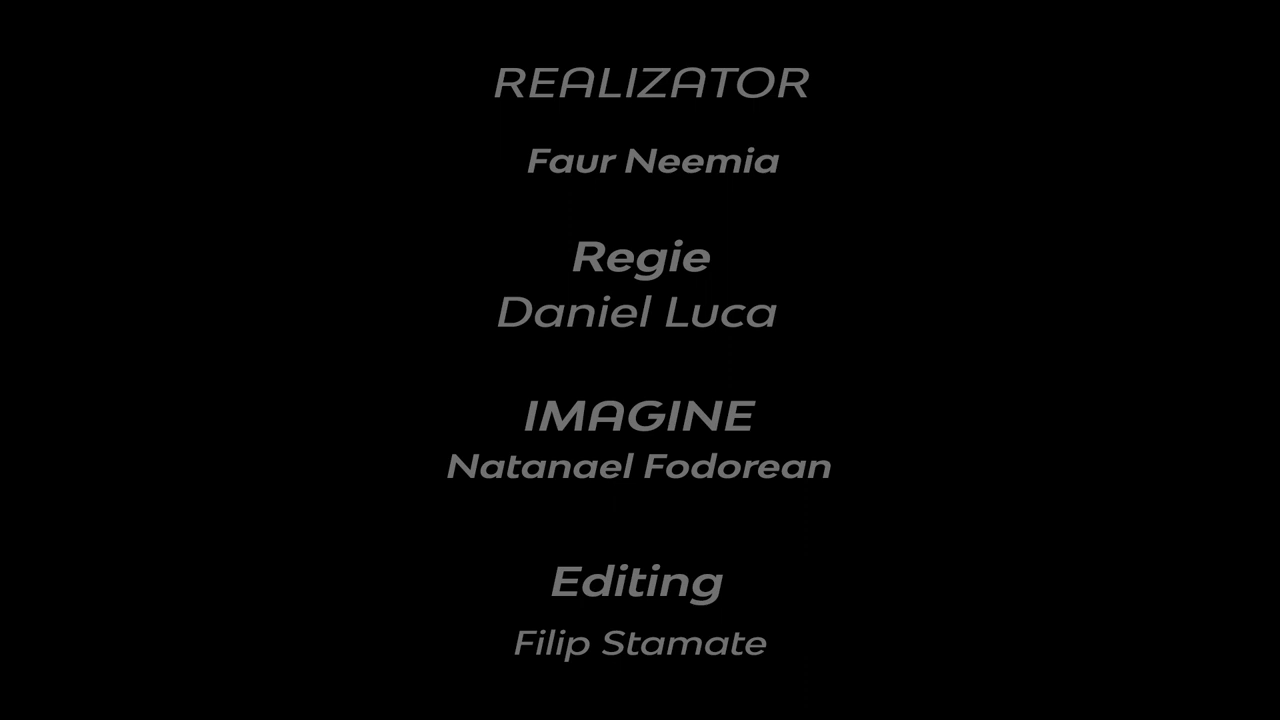 REALIZATOR
Faur Neemia
Regie
Daniel Luca
IMAGINE
Natanael Fodorean
Editing
Filip Stamate